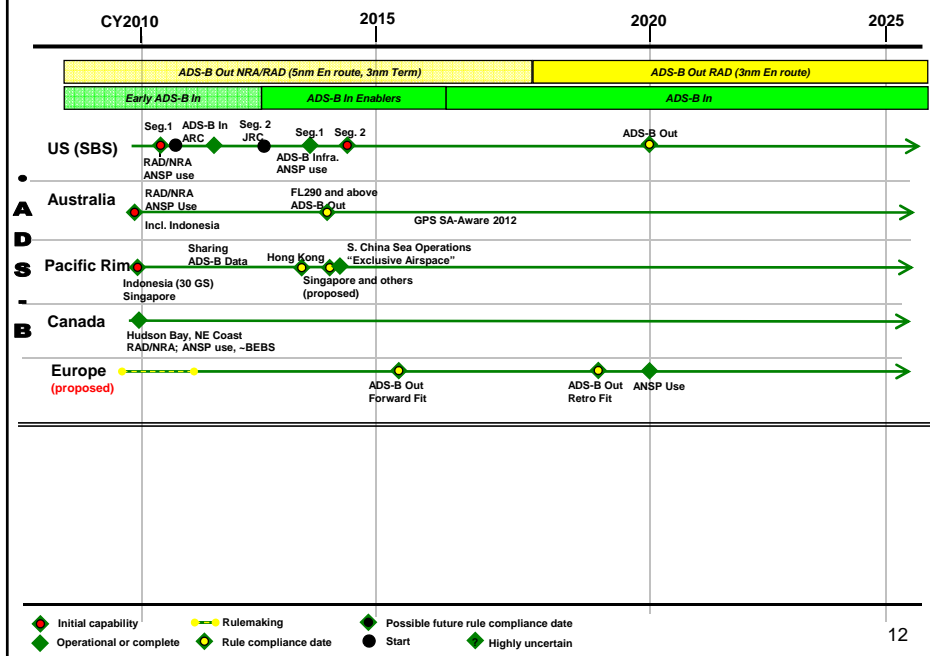 CY2010
2015
2020
2025
ADS-B Out NRA/RAD (5nm En route, 3nm Term)
ADS-B Out RAD (3nm En route)
Early ADS-B In
ADS-B In Enablers
ADS-B In
ADS-B
US (SBS)
Seg.1
ADS-B In
ARC
Seg. 2
JRC
Seg.1
Seg. 2
ADS-B Out
RAD/NRA
ANSP use
ADS-B Infra.
ANSP use
Australia
RAD/NRA
ANSP Use
Incl. Indonesia
FL290 and above
ADS-B Out
GPS SA-Aware 2012
Pacific Rim
Sharing
ADS-B Data
Hong Kong
S. China Sea Operations
“Exclusive Airspace”
Indonesia (30 GS)
Singapore
Singapore and others
(proposed)
Canada
Hudson Bay, NE Coast
RAD/NRA; ANSP use, ~BEBS
Europe
(proposed)
ADS-B Out
Forward Fit
ADS-B Out
Retro Fit
ANSP Use
Initial capability
Rulemaking
Possible future rule compliance date
Operational or complete
Rule compliance date
Start
? Highly uncertain
12